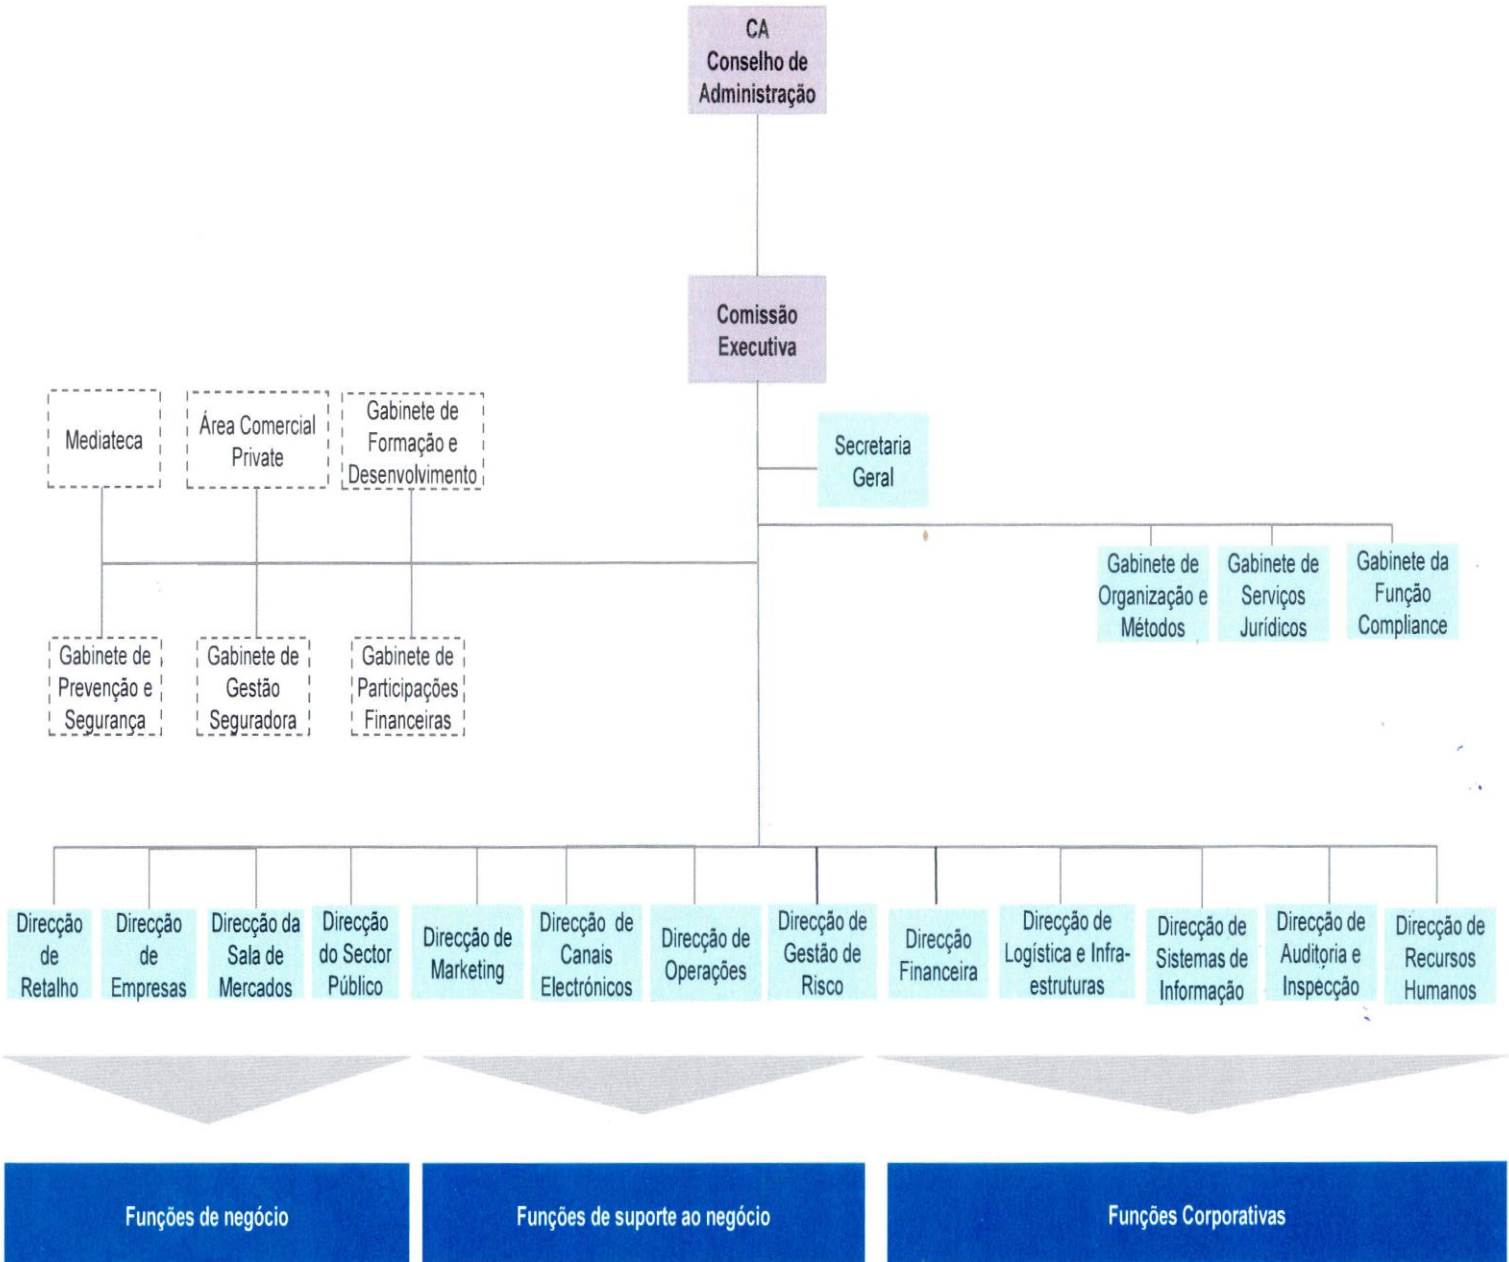 CA
Conselho de
Administração
Comissão
Executiva
Mediateca
Área Comercial
Private
Gabinete de
Formação e
Desenvolvimento
Secretaria
Geral
Gabinete de
Organização e
Métodos
Gabinete de
Serviços
Jurídicos
Gabinete da
Função
Compliance
Gabinete de
Prevenção e
Segurança
Gabinete de
Gestão
Seguradora
Gabinete de
Participações
Financeiras
Direcção
de
Retalho
Direcção
de
Empresas
Direcção da
Sala de
Mercados
Direcção
do Sector
Público
Direcção de
Marketing
Direcção de
Canais
Electrónicos
Direcção de
Operações
Direcção de
Gestão de
Risco
Direcção
Financeira
Direcção de
Logística e Infra-
estruturas
Direcção de
Sistemas de
Informação
Direcção de
Auditoria e
Inspecção
Direcção de
Recursos
Humanos
Funções de negócio
Funções de suporte ao negócio
Funções Corporativas